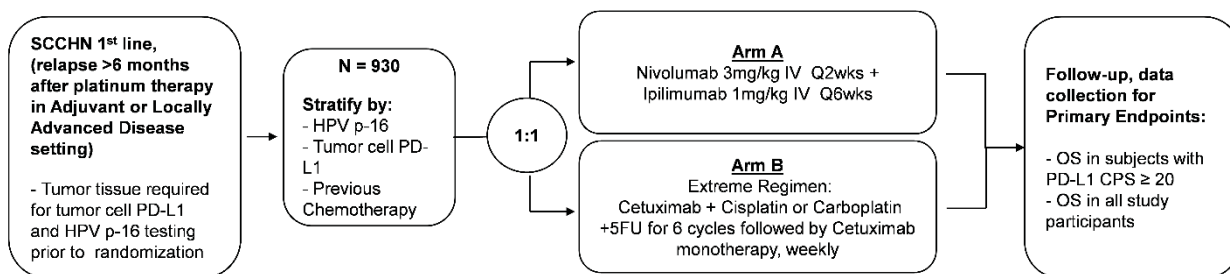 SCCHN 1st line,
(relapse >6 months
after platinum therapy
in Adjuvant or Locally
Advanced Disease
setting)
- Tumor tissue required
for tumor cell PD-L1
and HPV p-16 testing
prior to randomization
N = 930
Stratify by:
- HPV p-16
- Tumor cell PD-
L1
- Previous
Chemotherapy
1:1
Arm A
Nivolumab 3mg/kg IV Q2wks +
Ipilimumab 1mg/kg IV Q6wks
Arm B
Extreme Regimen:
Cetuximab + Cisplatin or Carboplatin
+5FU for 6 cycles followed by Cetuximab
monotherapy, weekly
Follow-up, data
collection for
Primary Endpoints:
- OS in subjects with
PD-L1 CPS ≥ 20
- OS in all study
participants